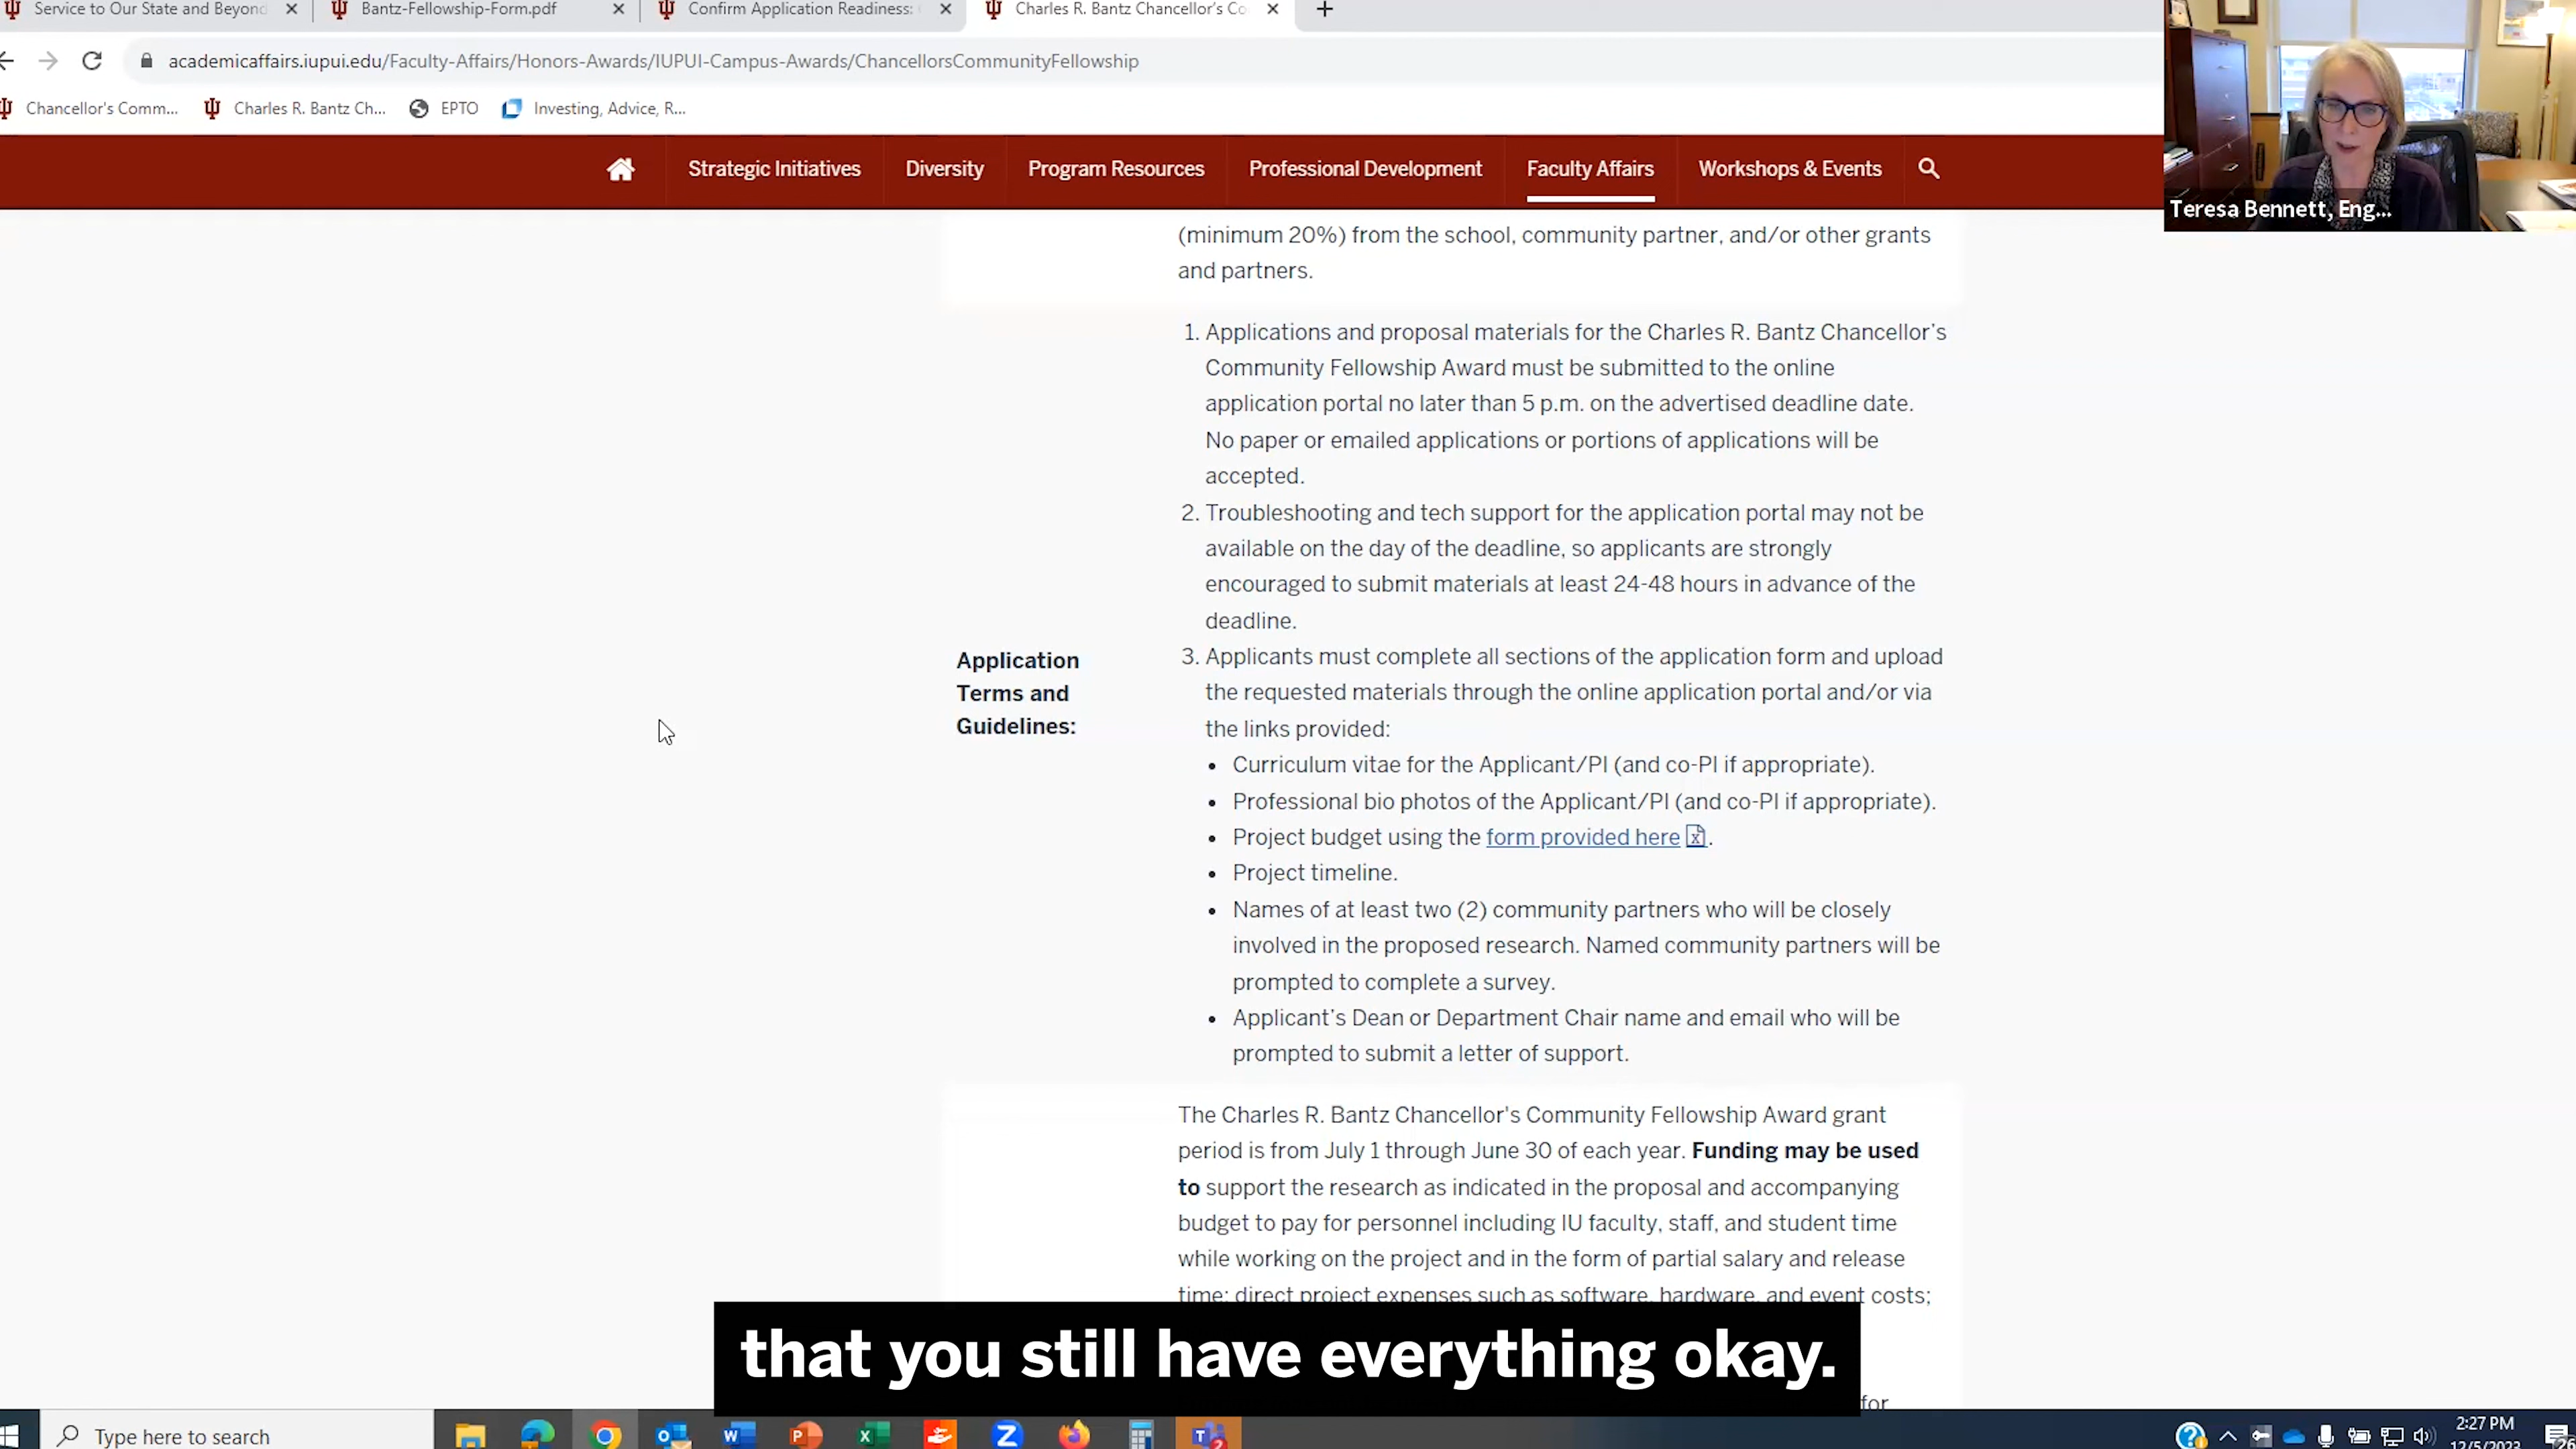 Service to Our State and Beyond
Bantz-Fellowship-Form.pdf
Confirm Application Readiness:
Charles R. Bantz Chancellor's Co
academicaffairs.iupui.edu/Faculty-Affairs/Honors-Awards/IUPUI-Campus-Awards/ChancellorsCommunityFellowship
Chancellor's Comm...
Charles R. Bantz Ch...
EPTO
Investing, Advice, R...
Strategic Initiatives
Diversity
Program Resources
Professional Development
Faculty Affairs
Workshops & Events
Teresa Bennett, Eng...
(minimum 20%) from the school, community partner, and/or other grants
and partners.
Application
Terms and
Guidelines:
1. Applications and proposal materials for the Charles R. Bantz Chancellor's
Community Fellowship Award must be submitted to the online
application portal no later than 5 p.m. on the advertised deadline date.
No paper or emailed applications or portions of applications will be
accepted.
2. Troubleshooting and tech support for the application portal may not be
available on the day of the deadline, so applicants are strongly
encouraged to submit materials at least 24-48 hours in advance of the
deadline.
3. Applicants must complete all sections of the application form and upload
the requested materials through the online application portal and/or via
the links provided:
• Curriculum vitae for the Applicant/PI (and co-PI if appropriate).
• Professional bio photos of the Applicant/PI (and co-PI if appropriate).
• Project budget using the form provided here.
• Project timeline.
• Names of at least two (2) community partners who will be closely
involved in the proposed research. Named community partners will be
prompted to complete a survey.
• Applicant's Dean or Department Chair name and email who will be
prompted to submit a letter of support.
The Charles R. Bantz Chancellor's Community Fellowship Award grant
period is from July 1 through June 30 of each year. Funding may be used
to support the research as indicated in the proposal and accompanying
budget to pay for personnel including IU faculty, staff, and student time
while working on the project and in the form of partial salary and release
time; direct project expenses such as software, hardware, and event costs;
that you still have everything okay.
for
Type here to search
2:27 PM
12/5/2023